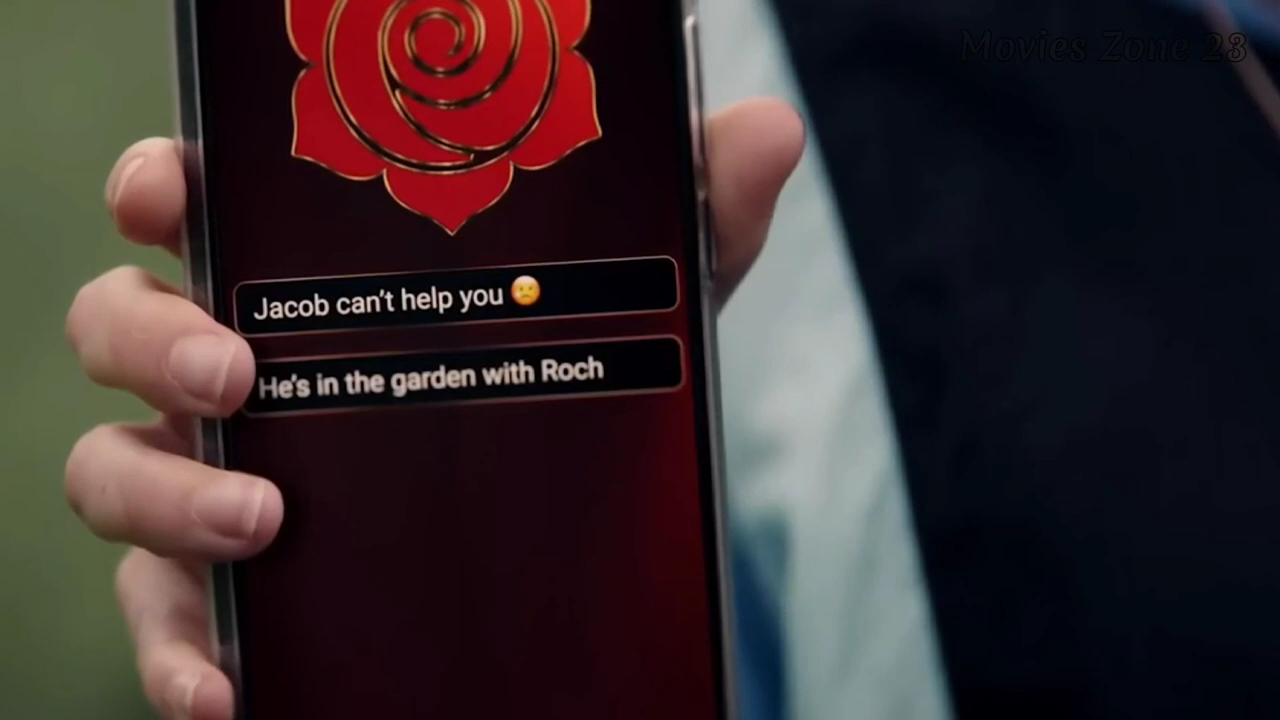 Movies Zone 23
Jacob can't help you ☹️
He's in the garden with Roch